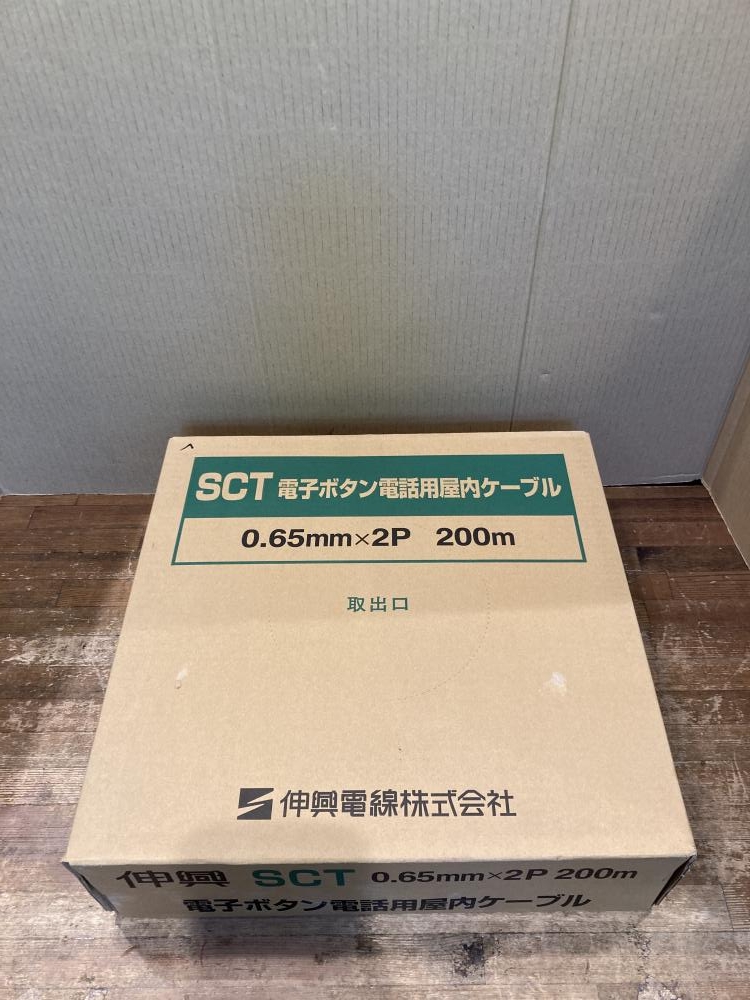 SCT 電子ボタン電話用屋内ケーブル
0.65mm×2P 200m
取出口
伸興電線株式会社
伸興 SCT 0.65mm×2P 200m
電子ボタン電話用屋内ケーブル